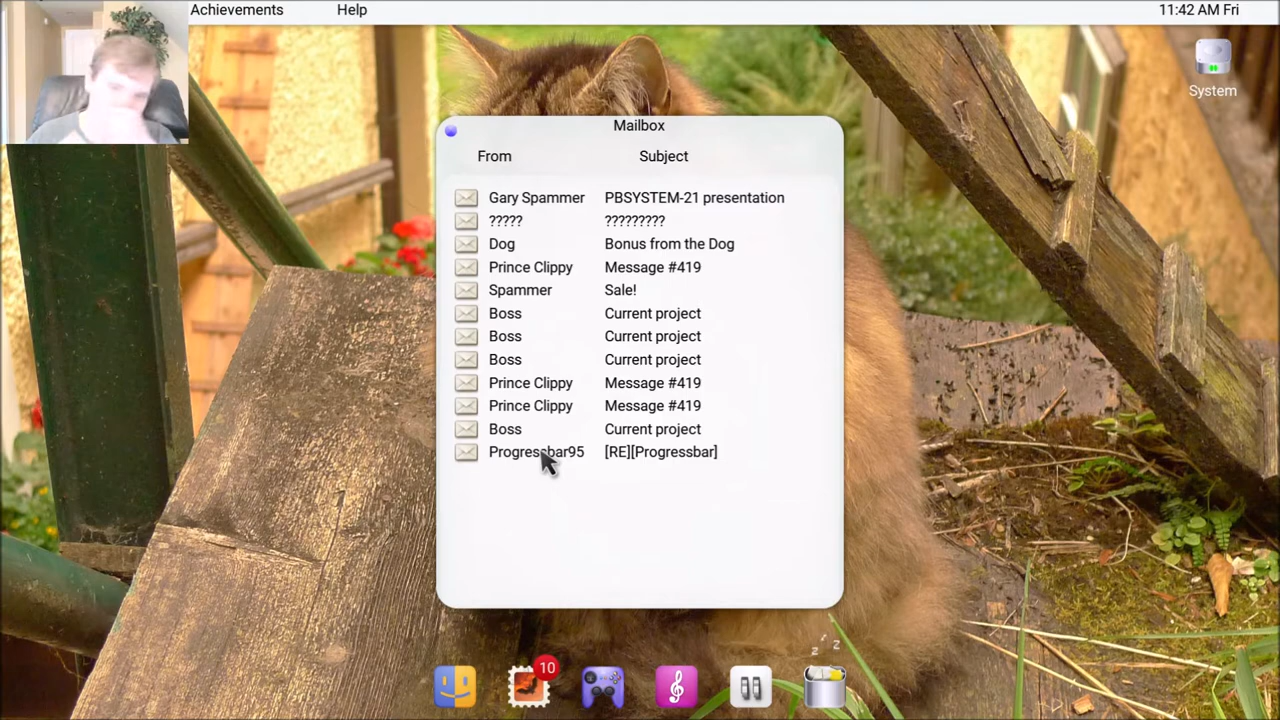 Achievements Help 11:42 AM Fri
System
Mailbox
From Subject
Gary Spammer PBSYSTEM-21 presentation
????? ?????????
Dog Bonus from the Dog
Prince Clippy Message #419
Spammer Sale!
Boss Current project
Boss Current project
Boss Current project
Prince Clippy Message #419
Prince Clippy Message #419
Boss Current project
Progressbar95 [RE][Progressbar]
z z z
10